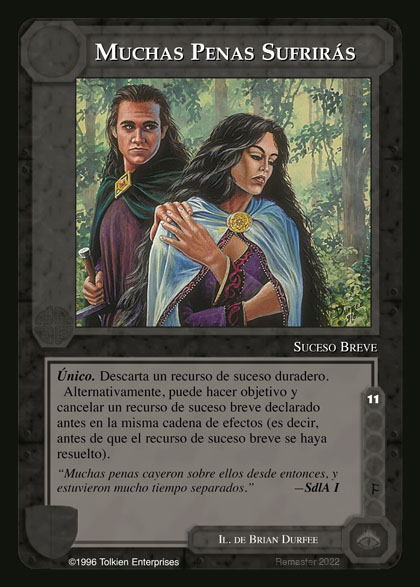 Muchas Penas Sufrirás
Suceso Breve
Único. Descarta un recurso de suceso duradero.
Alternativamente, puede hacer objetivo y
cancelar un recurso de suceso breve declarado
antes en la misma cadena de efectos (es decir,
antes de que el recurso de suceso breve se haya
resuelto).
“Muchas penas cayeron sobre ellos desde entonces, y
estuvieron mucho tiempo separados.” —SdlA I
11
Il. de Brian Durfee
©1996 Tolkien Enterprises
Remaster 2022